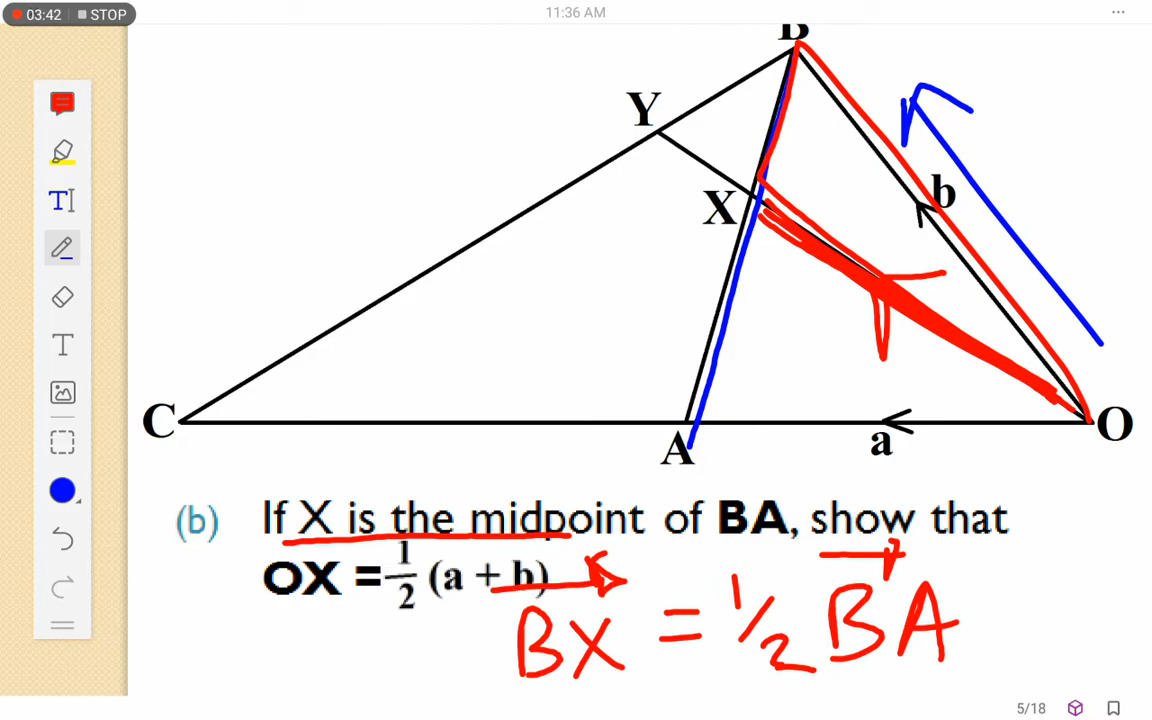 03:42 STOP
11:36 AM
B
Y
X
b
C
A
a
O
(b) If X is the midpoint of BA, show that
OX = 1/2 (a + b)
BX = 1/2 BA
5/18